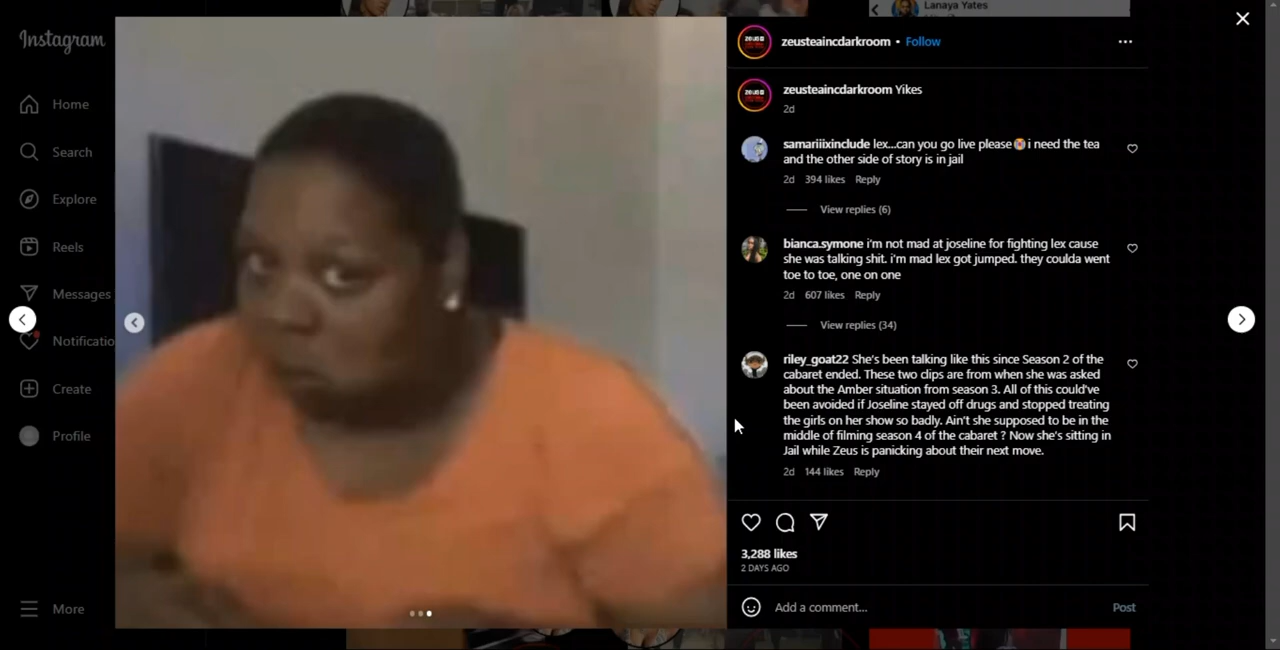 Lanaya Yates
Instagram
zeusteaincdarkroom • Follow
Home
zeusteaincdarkroom Yikes
2d
Search
samariiixinclude lex...can you go live please i need the tea
and the other side of story is in jail
2d 394 likes Reply
Explore
View replies (6)
Reels
bianca.symone i'm not mad at joseline for fighting lex cause
she was talking shit. i'm mad lex got jumped. they coulda went
toe to toe, one on one
2d 607 likes Reply
Messages
View replies (34)
Notificatio
riley_goat22 She's been talking like this since Season 2 of the
cabaret ended. These two clips are from when she was asked
about the Amber situation from season 3. All of this could've
been avoided if Joseline stayed off drugs and stopped treating
the girls on her show so badly. Ain't she supposed to be in the
middle of filming season 4 of the cabaret ? Now she's sitting in
Jail while Zeus is panicking about their next move.
2d 144 likes Reply
Create
Profile
3,288 likes
2 DAYS AGO
More
Add a comment...
Post